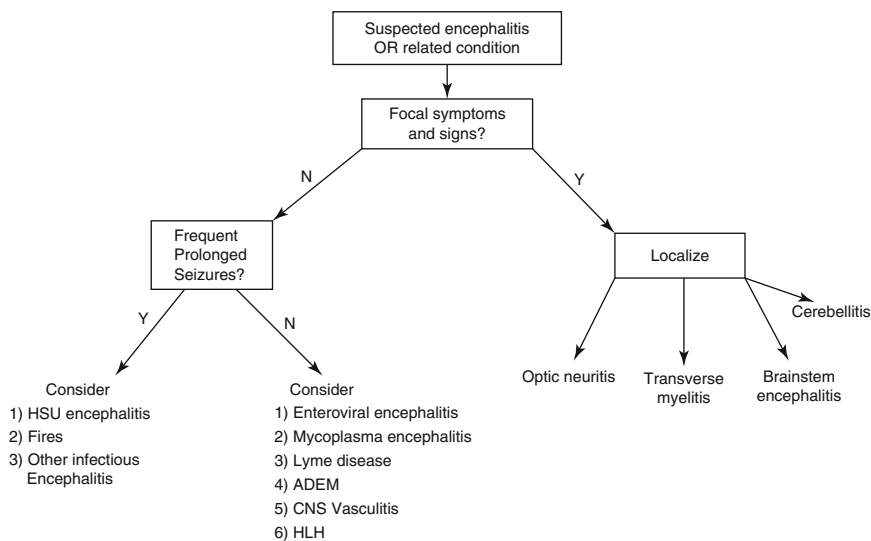 Suspected encephalitis
OR related condition
Focal symptoms
and signs?
N
Y
Frequent
Prolonged
Seizures?
Localize
Y
N
Cerebellitis
Optic neuritis
Transverse
myelitis
Brainstem
encephalitis
Consider
1) HSU encephalitis
2) Fires
3) Other infectious
Encephalitis
Consider
1) Enteroviral encephalitis
2) Mycoplasma encephalitis
3) Lyme disease
4) ADEM
5) CNS Vasculitis
6) HLH